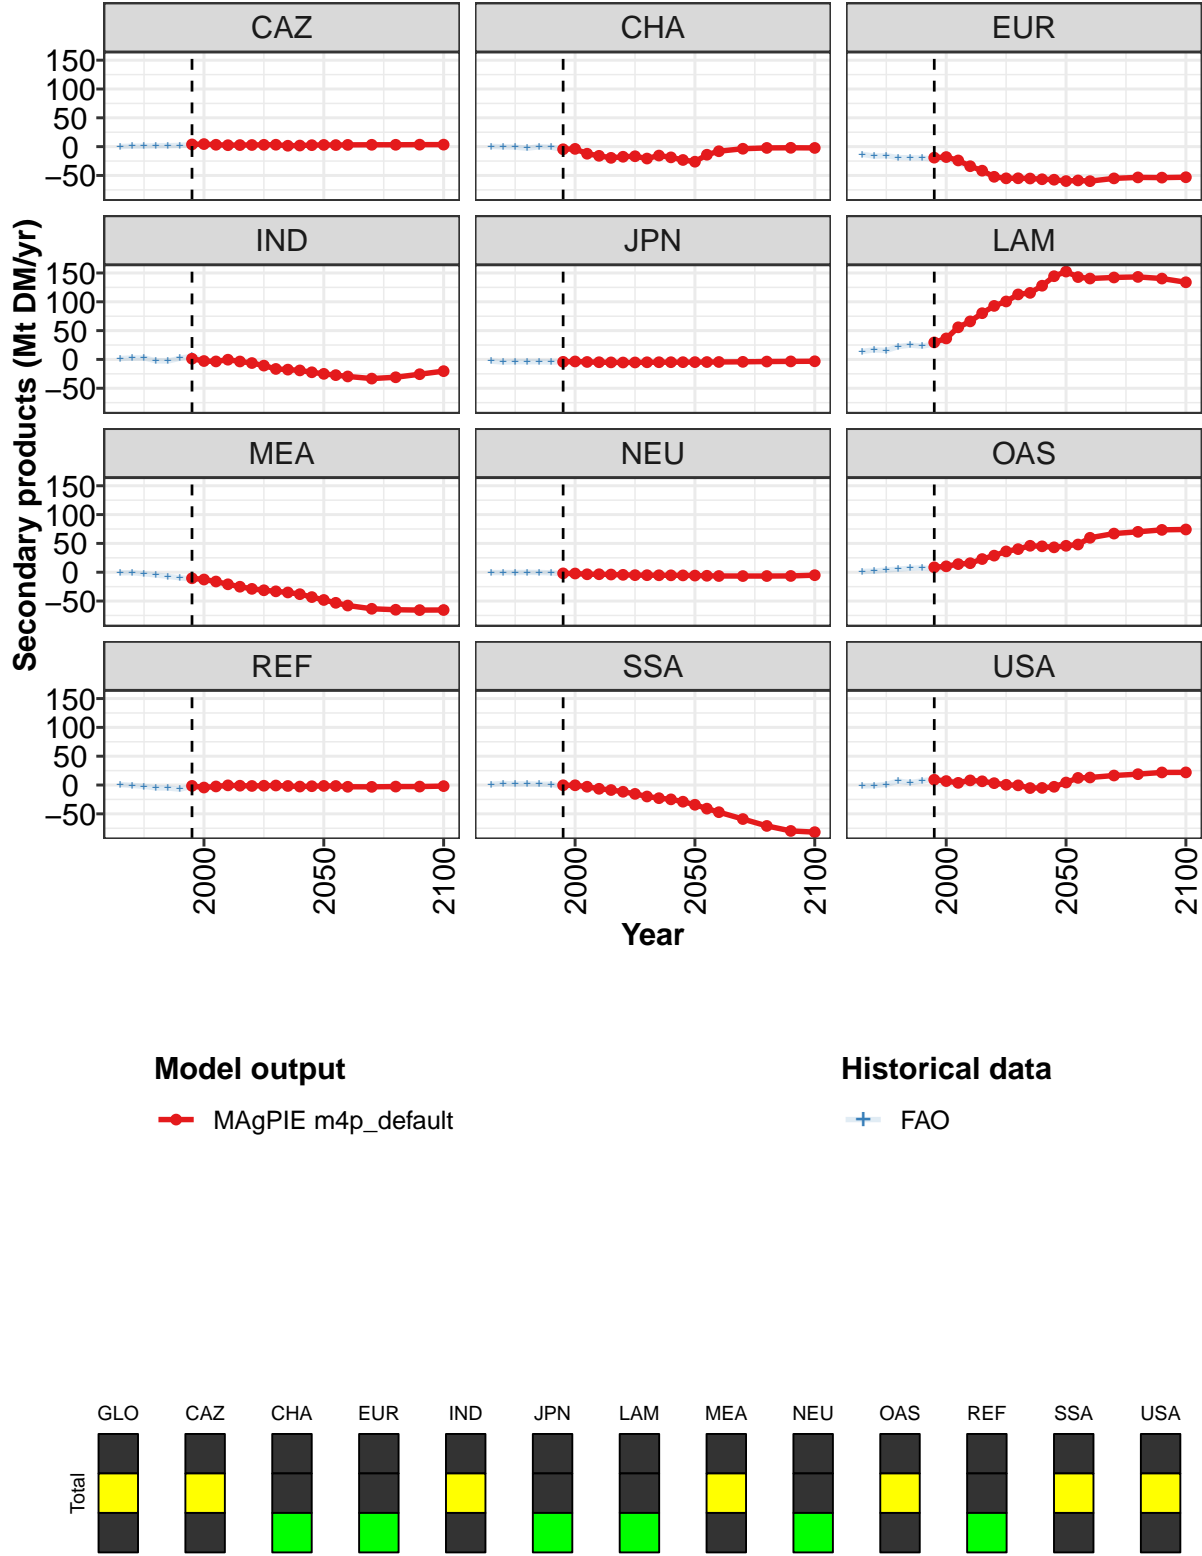 CAZ CHA EUR
150
100
50
0
−50
IND JPN LAM
150
100
50
0
−50
MEA NEU OAS
150
100
50
0
−50
REF SSA USA
150
100
50
0
−50
2000 2050 2100 2000 2050 2100 2000 2050 2100
Year
Secondary products (Mt DM/yr)
Model output Historical data
MAgPIE m4p_default FAO
GLO CAZ CHA EUR IND JPN LAM MEA NEU OAS REF SSA USA
Total